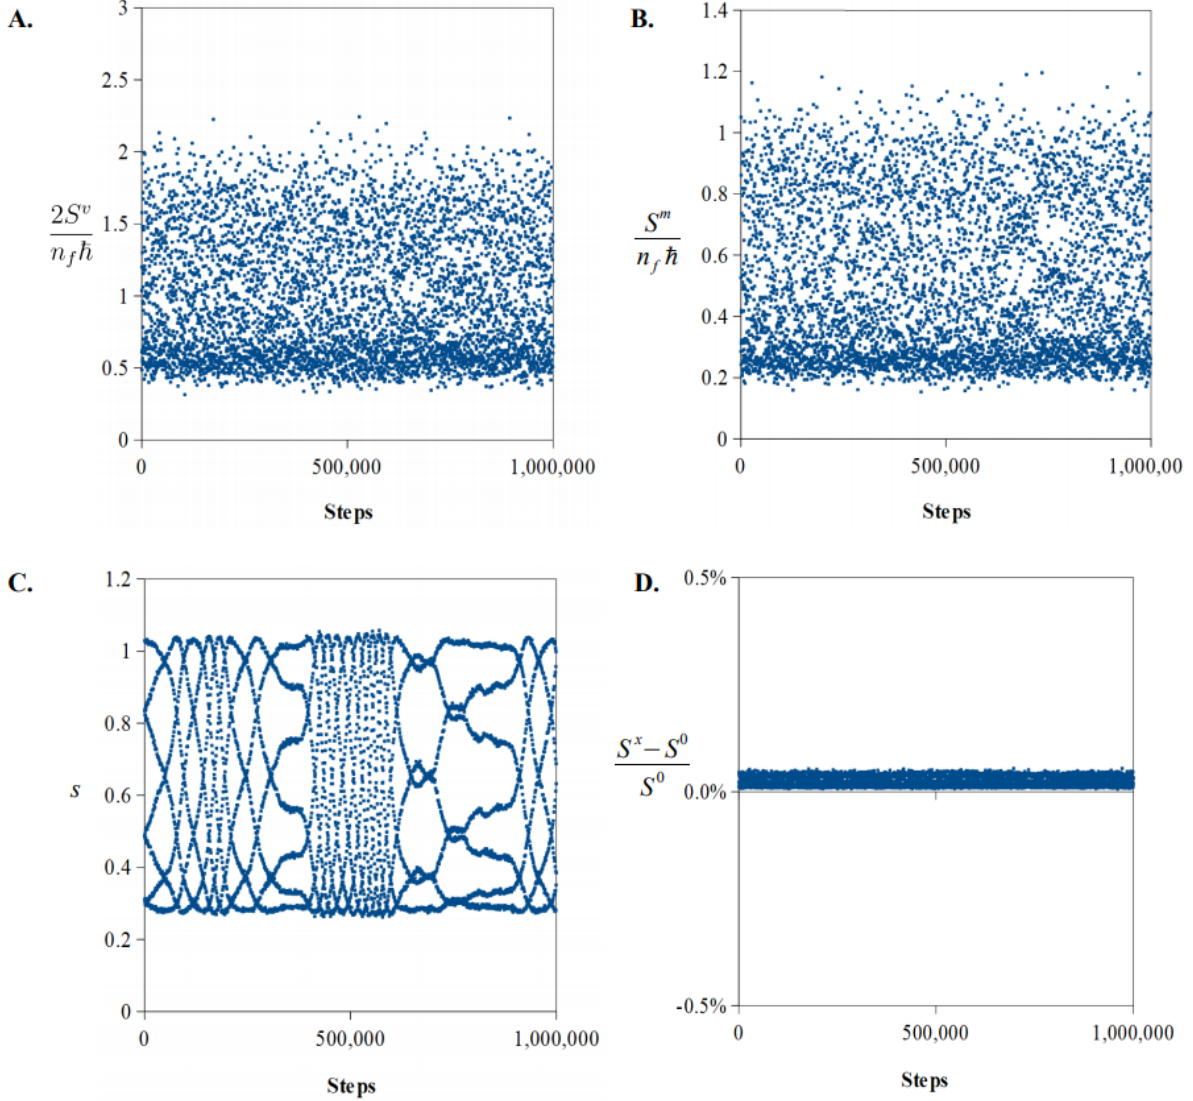 A.
3
2.5
2
1.5
1
0.5
0
2S^v
n_f ħ
0 500,000 1,000,000
Steps
B.
1.4
1.2
1
0.8
0.6
0.4
0.2
0
S^m
n_f ħ
0 500,000 1,000,00
Steps
C.
1.2
1
0.8
0.6
0.4
0.2
0
s
0 500,000 1,000,000
Steps
D.
0.5%
0.0%
-0.5%
S^x – S^0
S^0
0 500,000 1,000,000
Steps